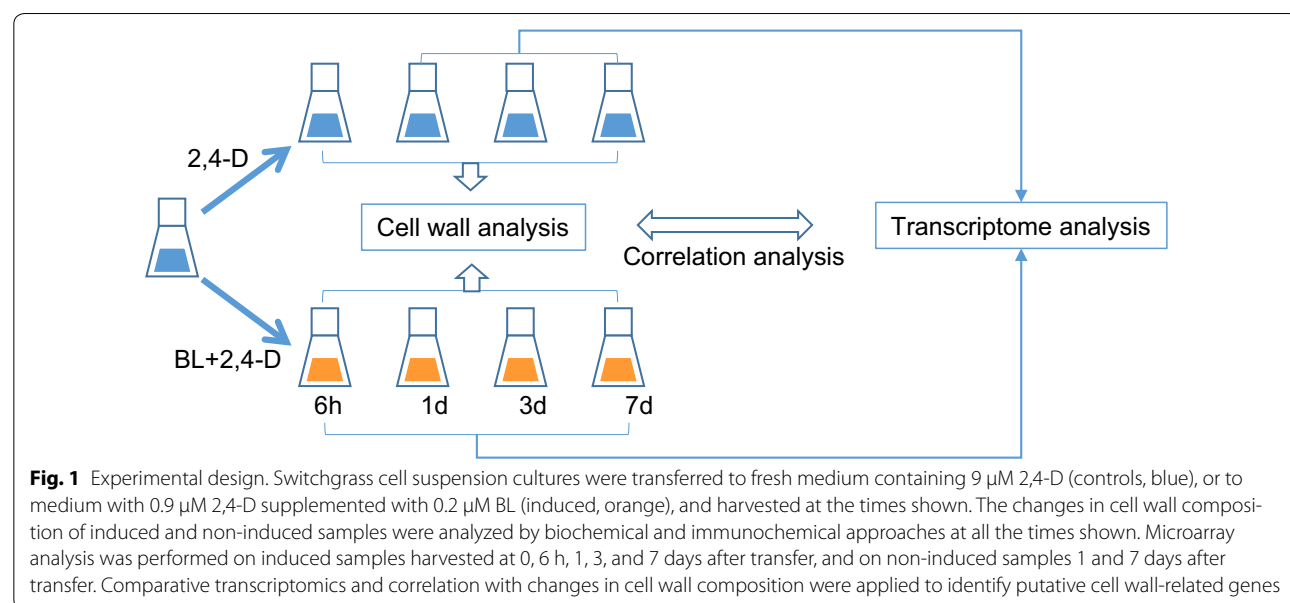 2,4-D
Cell wall analysis
Correlation analysis
Transcriptome analysis
BL+2,4-D
6h 1d 3d 7d
Fig. 1 Experimental design. Switchgrass cell suspension cultures were transferred to fresh medium containing 9 µM 2,4-D (controls, blue), or to
medium with 0.9 µM 2,4-D supplemented with 0.2 µM BL (induced, orange), and harvested at the times shown. The changes in cell wall composi-
tion of induced and non-induced samples were analyzed by biochemical and immunochemical approaches at all the times shown. Microarray
analysis was performed on induced samples harvested at 0, 6 h, 1, 3, and 7 days after transfer, and on non-induced samples 1 and 7 days after
transfer. Comparative transcriptomics and correlation with changes in cell wall composition were applied to identify putative cell wall-related genes